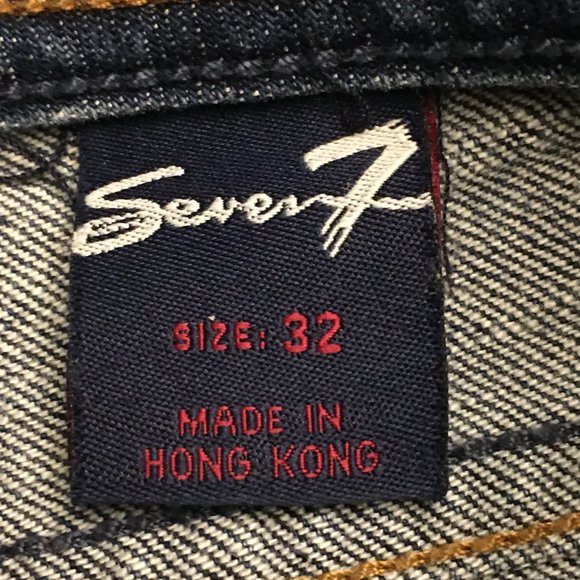 Seven7
SIZE: 32
MADE IN
HONG KONG